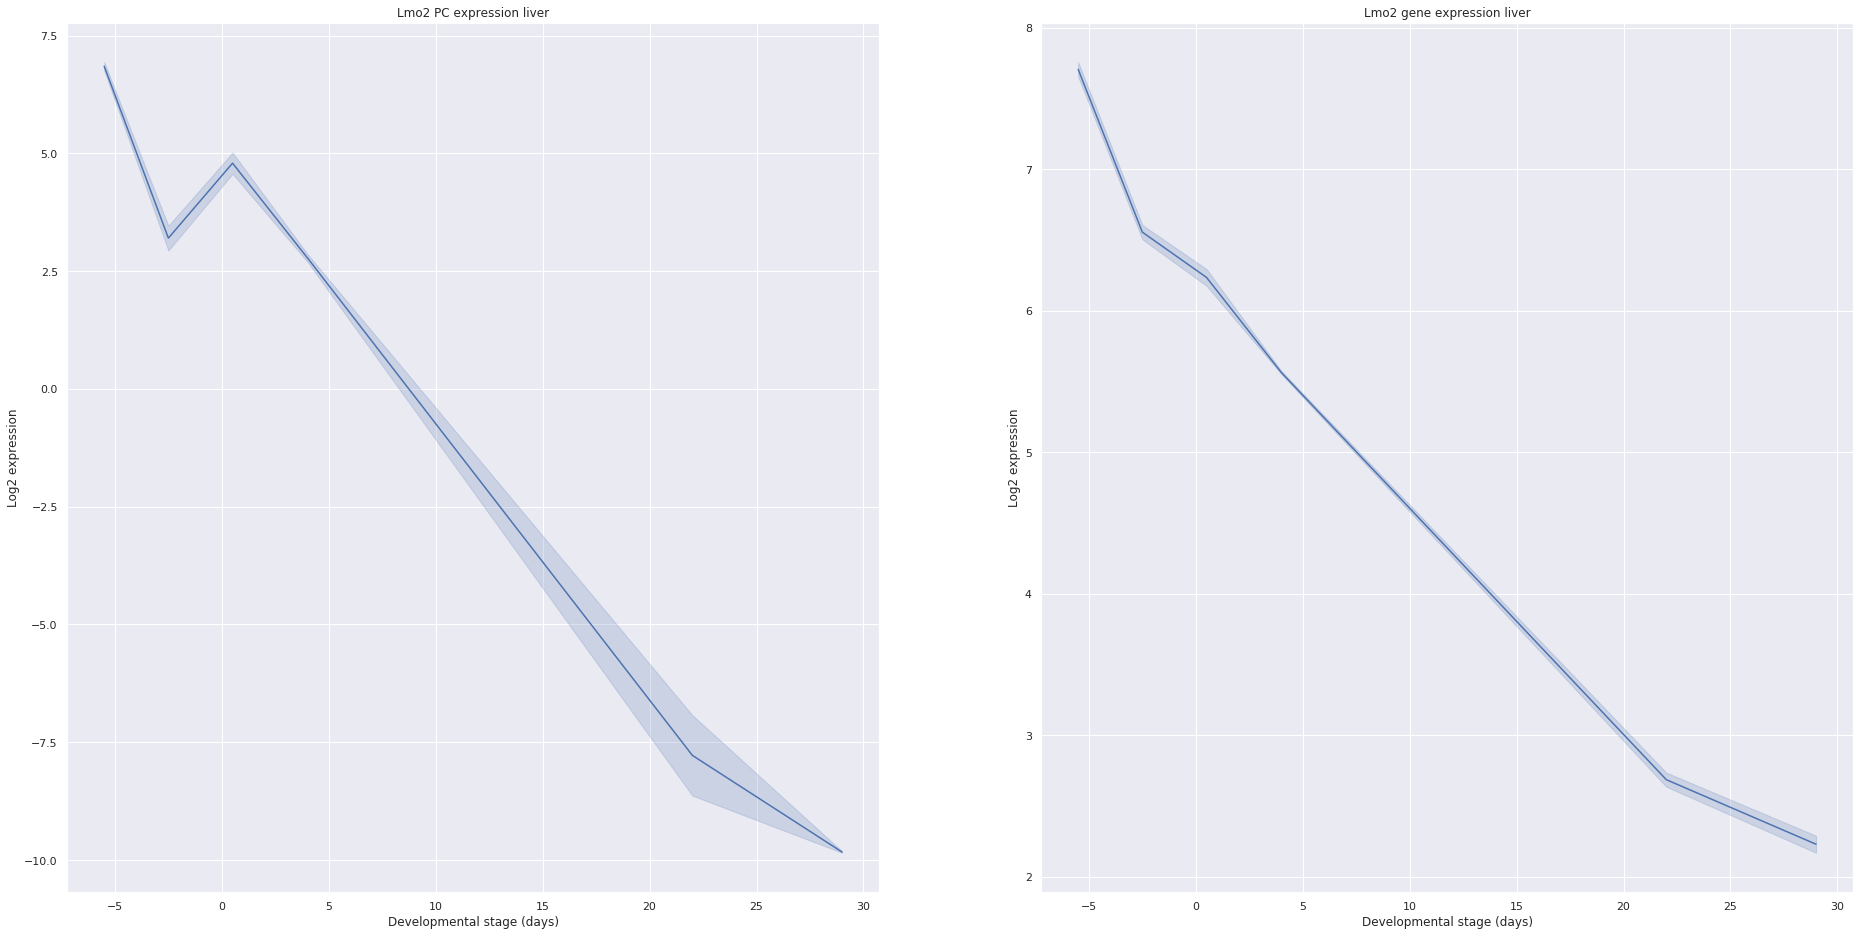 Lmo2 PC expression liver
7.5
5.0
2.5
0.0
−2.5
−5.0
−7.5
−10.0
Log2 expression
−5 0 5 10 15 20 25 30
Developmental stage (days)
Lmo2 gene expression liver
8
7
6
5
4
3
2
Log2 expression
−5 0 5 10 15 20 25 30
Developmental stage (days)